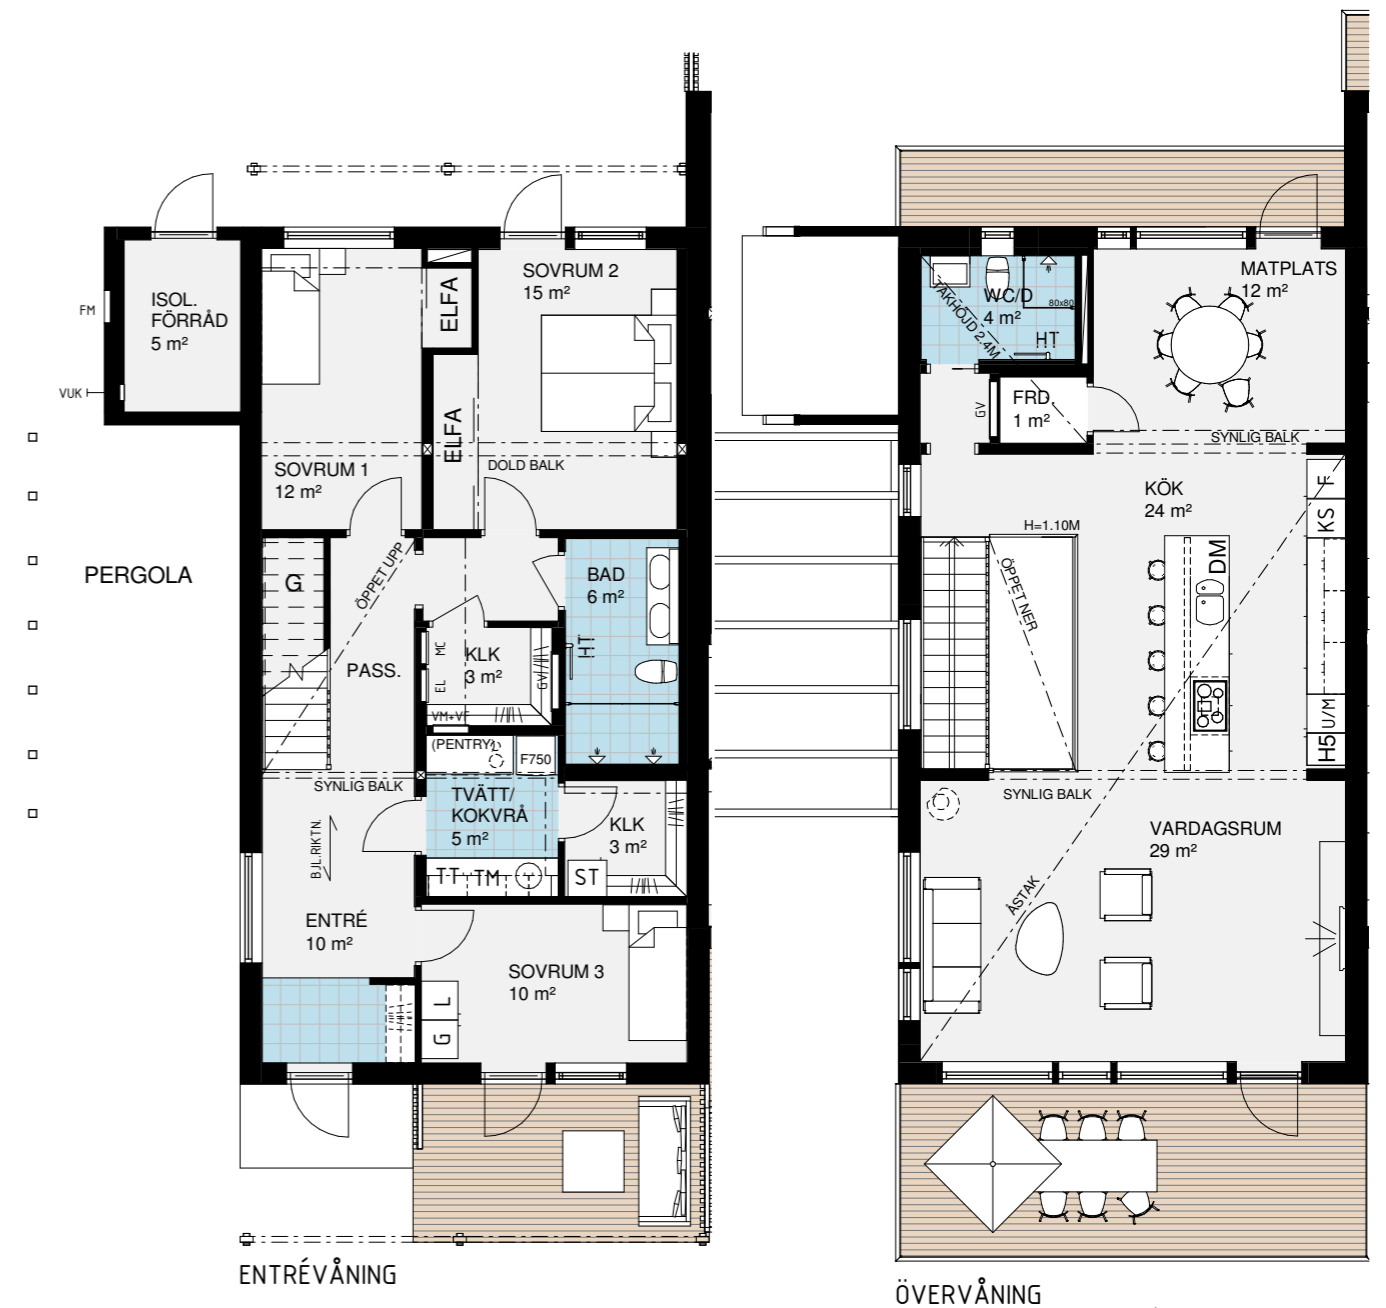 SOVRUM 2
15 m²
ISOL.
FÖRRÅD
5 m²
FM
VUK
ELFA
ELFA
SOVRUM 1
12 m²
DOLD BALK
PERGOLA
G
ÖPPET UPP
BAD
6 m²
HT
PASS.
MC
EL
KLK
3 m²
GV
VM+VF
(PENTRY)
F750
SYNLIG BALK
TVÄTT/
KOKVRÅ
5 m²
KLK
3 m²
BJL.RIKTN.
TT
TM
ST
ENTRÉ
10 m²
SOVRUM 3
10 m²
L
G
ENTRÉVÅNING
MATPLATS
12 m²
WC/D
4 m²
80x80
TAKHÖJD 2.4M
HT
GV
FRD.
1 m²
SYNLIG BALK
KÖK
24 m²
F
KS
H=1.10M
ÖPPET NER
DM
U/M
H5
SYNLIG BALK
VARDAGSRUM
29 m²
ÅSTAK
ÖVERVÅNING